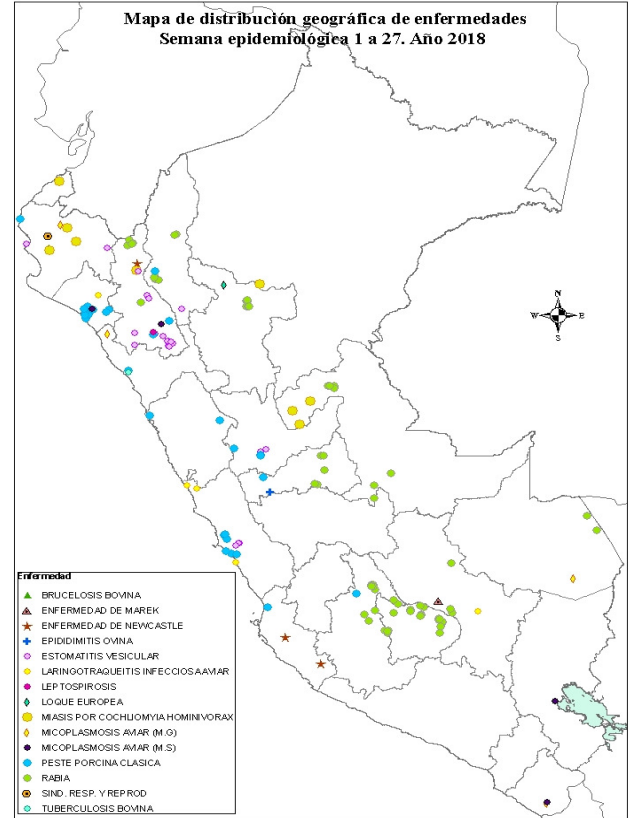 Mapa de distribución geográfica de enfermedades
Semana epidemiológica 1 a 27. Año 2018
N
W E
S
Enfermedad
BRUCELOSIS BOVINA
ENFERMEDAD DE MAREK
ENFERMEDAD DE NEWCASTLE
EPIDIDIMITIS OVINA
ESTOMATITIS VESICULAR
LARINGOTRAQUEITIS INFECCIOSA AVIAR
LEPTOSPIROSIS
LOQUE EUROPEA
MIASIS POR COCHLIOMYIA HOMINIVORAX
MICOPLASMOSIS AVIAR (M.G)
MICOPLASMOSIS AVIAR (M.S)
PESTE PORCINA CLASICA
RABIA
SIND. RESP. Y REPROD
TUBERCULOSIS BOVINA